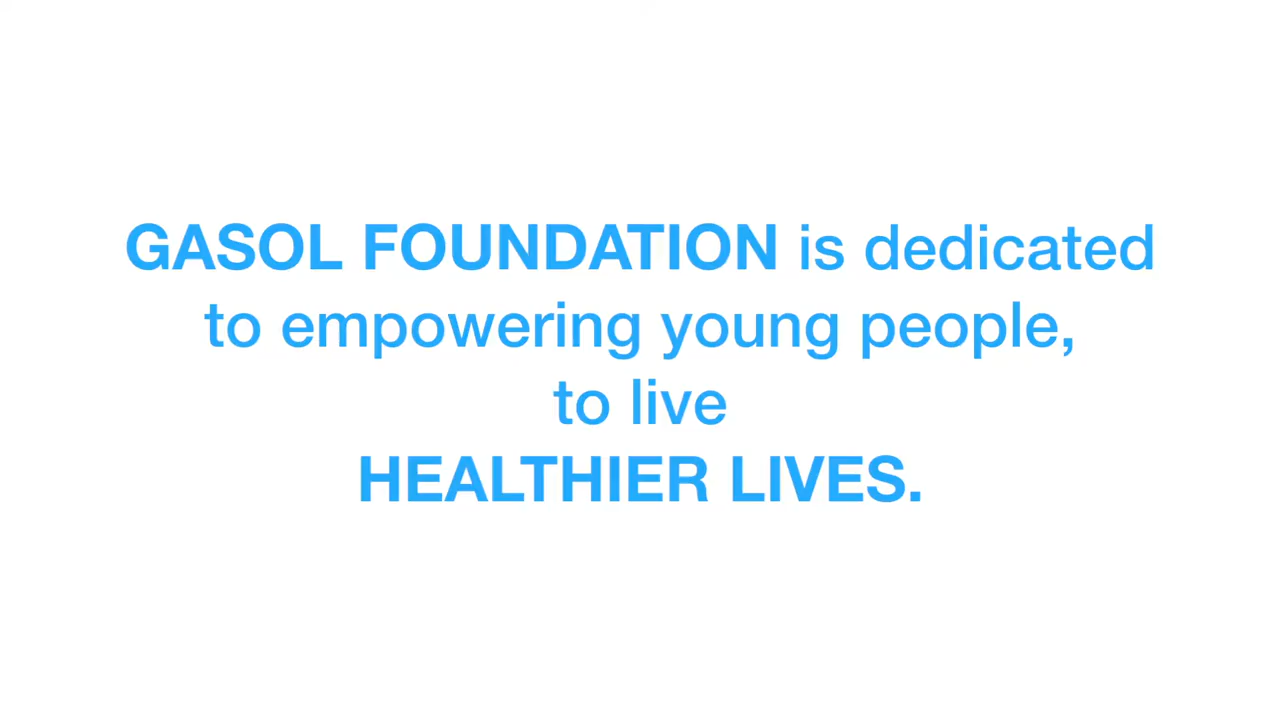 GASOL FOUNDATION is dedicated
to empowering young people,
to live
HEALTHIER LIVES.